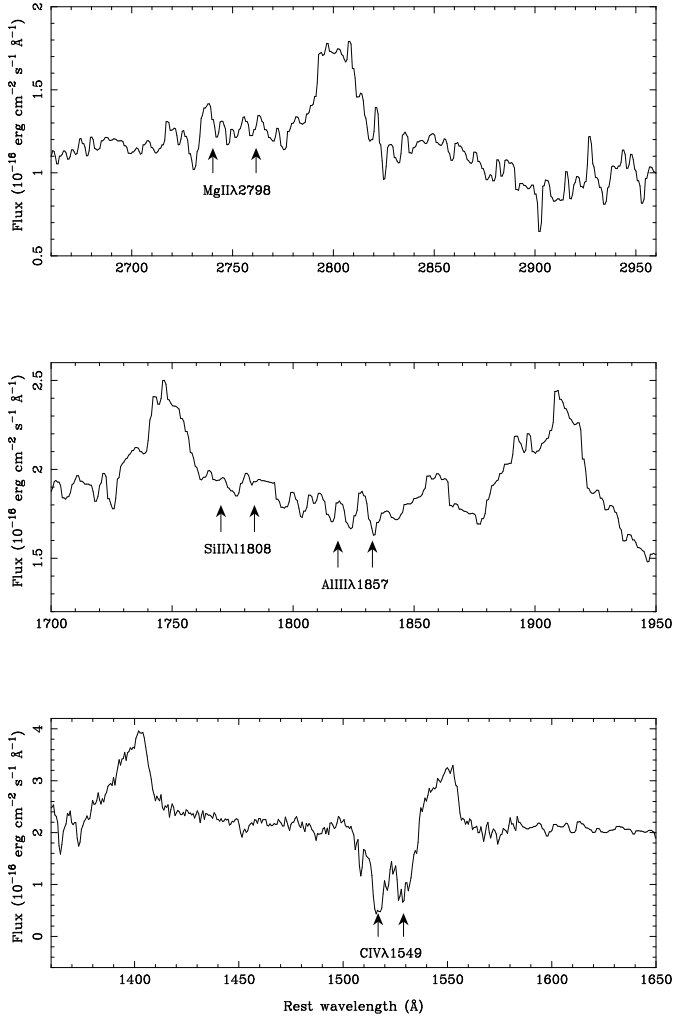 2
1.5
1
0.5
Flux (10⁻¹⁶ erg cm⁻² s⁻¹ Å⁻¹)
MgIIλ2798
2700 2750 2800 2850 2900 2950
2.5
2
1.5
Flux (10⁻¹⁶ erg cm⁻² s⁻¹ Å⁻¹)
SiIIλl1808
AlIIIλ1857
1700 1750 1800 1850 1900 1950
4
3
2
1
0
Flux (10⁻¹⁶ erg cm⁻² s⁻¹ Å⁻¹)
CIVλ1549
1400 1450 1500 1550 1600 1650
Rest wavelength (Å)